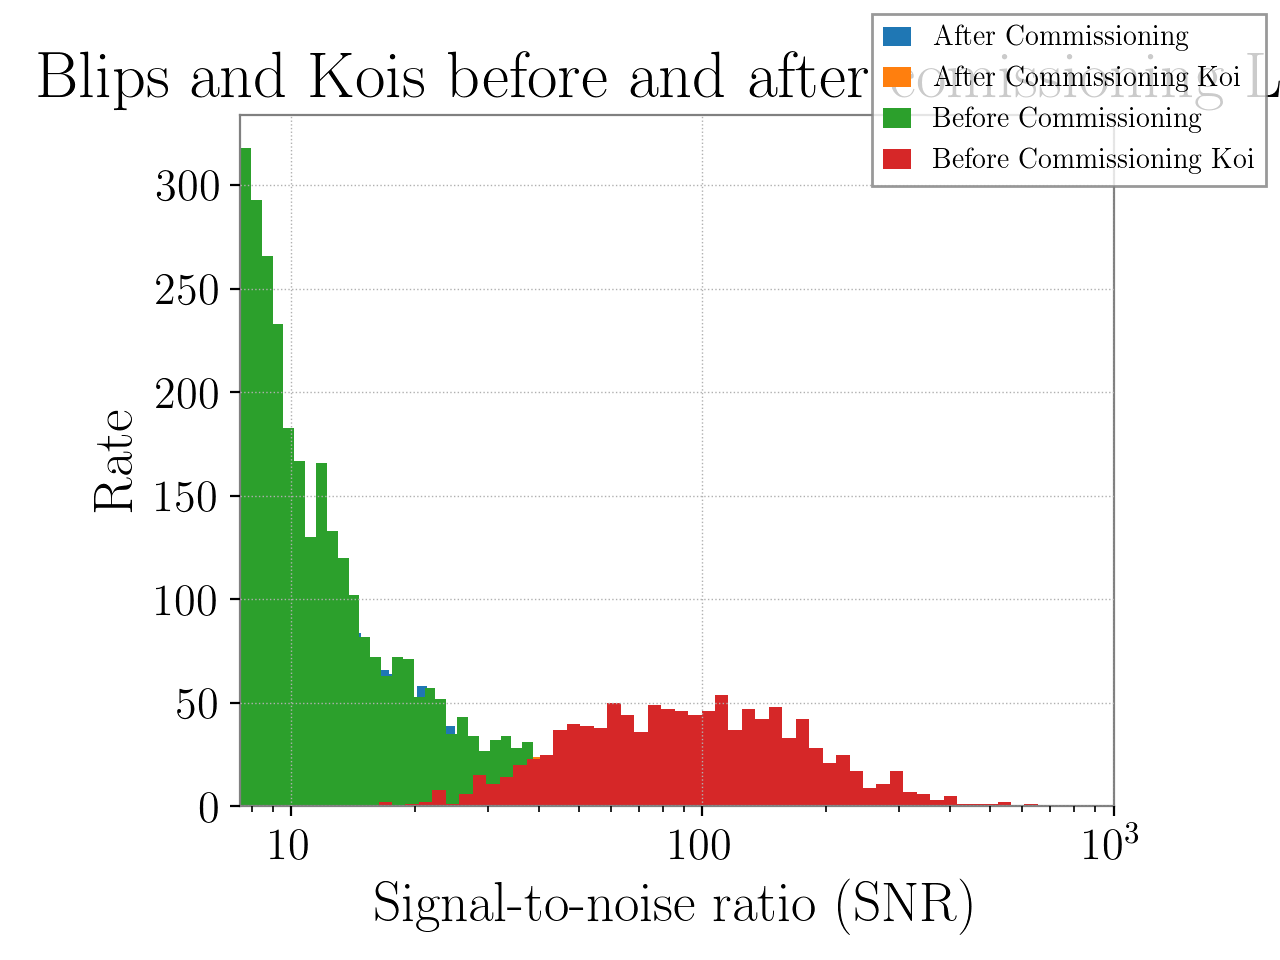 Blips and Kois before and after comissioning L
After Commissioning
After Commissioning Koi
Before Commissioning
Before Commissioning Koi
300
250
200
150
100
50
0
Rate
10
100
10³
Signal-to-noise ratio (SNR)